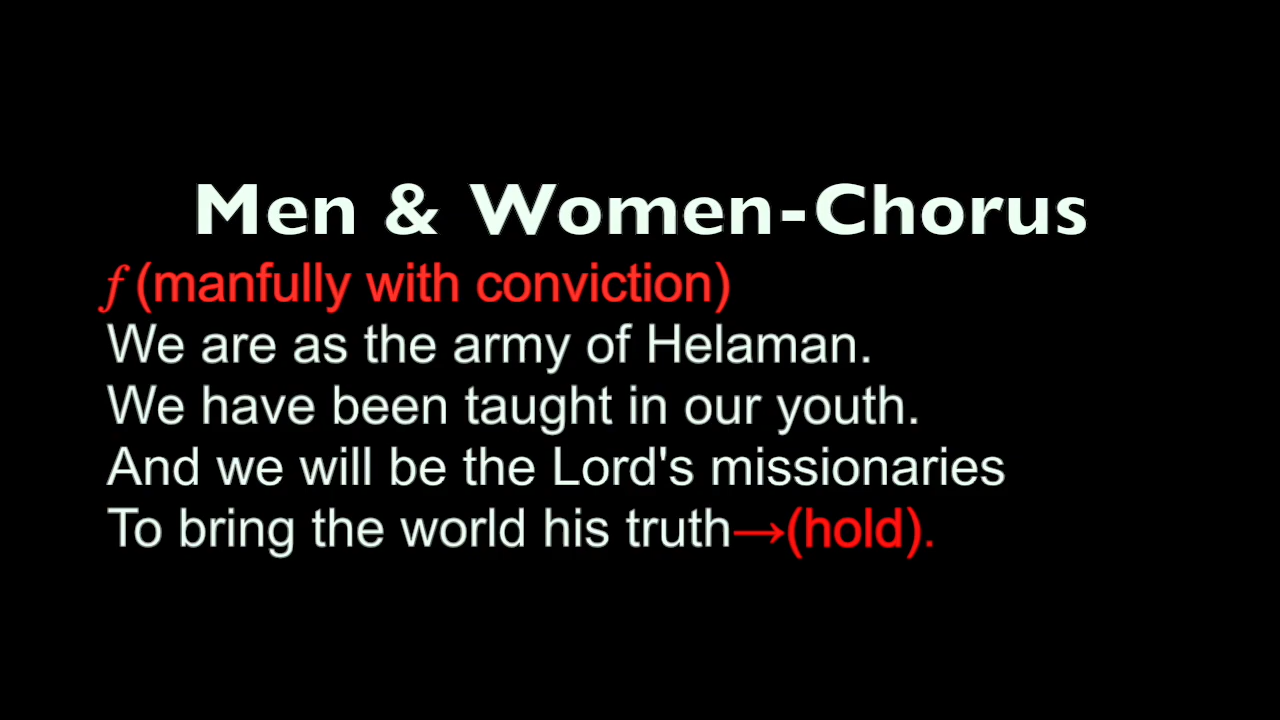 Men & Women-Chorus
f (manfully with conviction)
We are as the army of Helaman.
We have been taught in our youth.
And we will be the Lord's missionaries
To bring the world his truth→(hold).